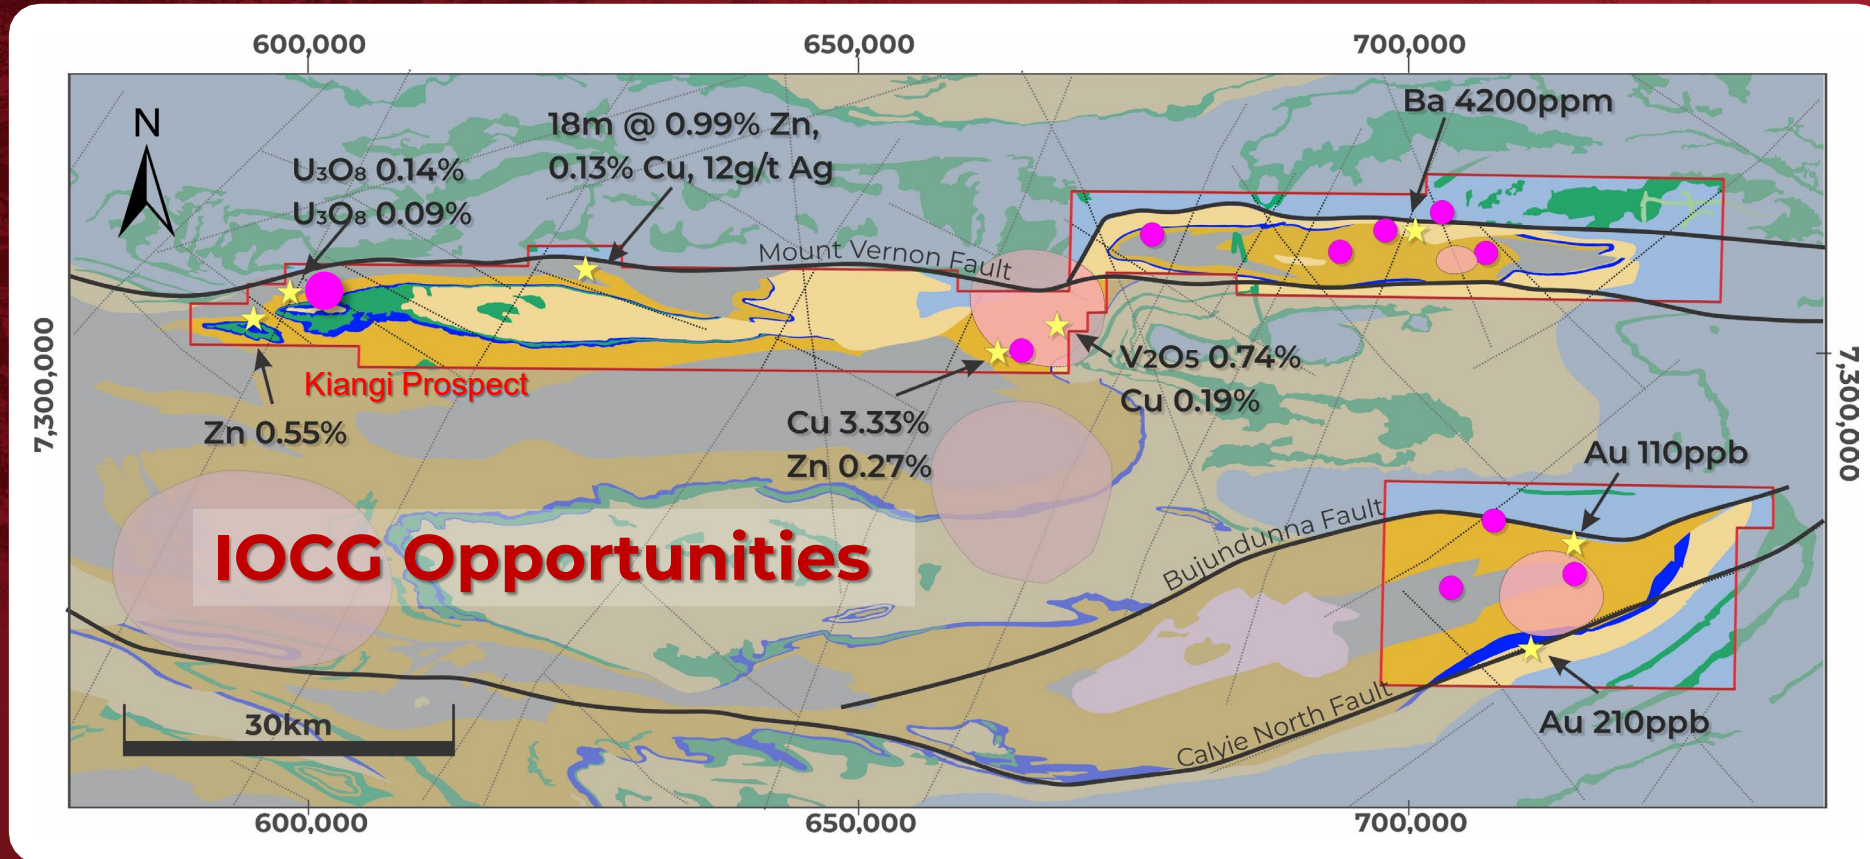 600,000 650,000 700,000
N
U₃O₈ 0.14%
U₃O₈ 0.09%
18m @ 0.99% Zn,
0.13% Cu, 12g/t Ag
Ba 4200ppm
Mount Vernon Fault
7,300,000
7,300,000
Kiangi Prospect
Zn 0.55%
Cu 3.33%
Zn 0.27%
V2O5 0.74%
Cu 0.19%
Au 110ppb
Bujundunna Fault
IOCG Opportunities
Calyie North Fault
Au 210ppb
30km
600,000 650,000 700,000